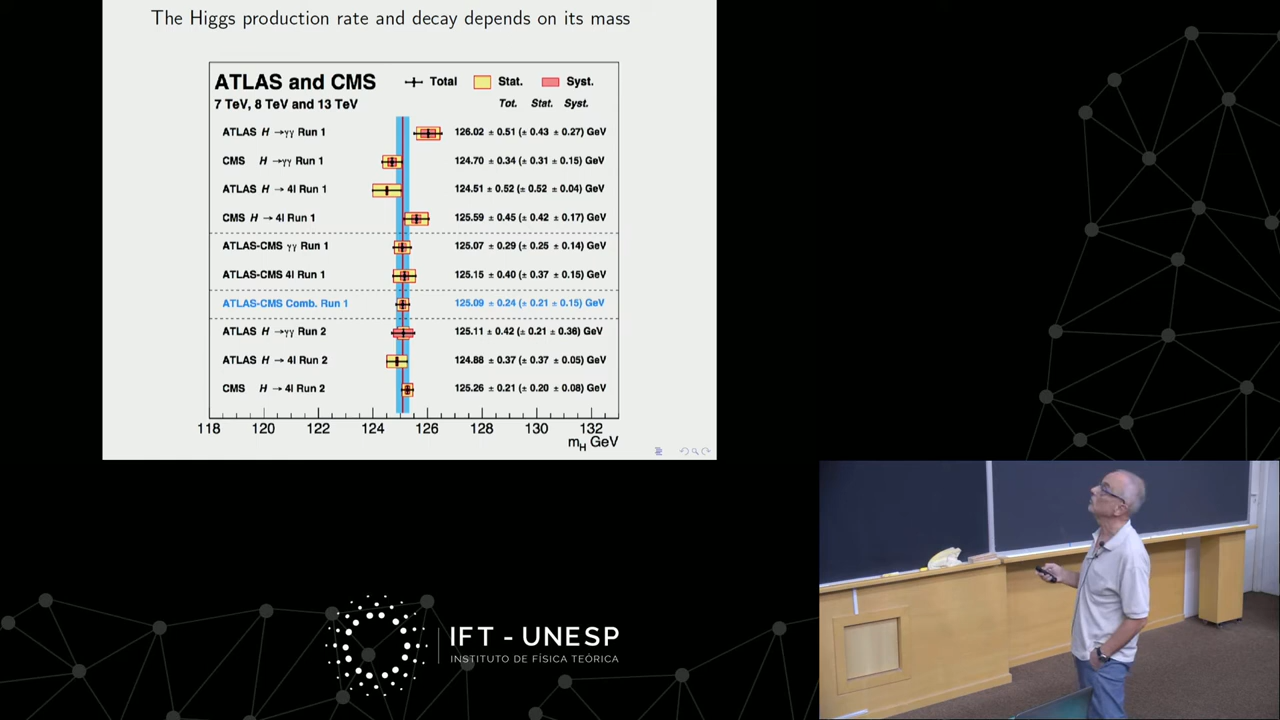 The Higgs production rate and decay depends on its mass
ATLAS and CMS Total Stat. Syst.
7 TeV, 8 TeV and 13 TeV Tot. Stat. Syst.
ATLAS H →γγ Run 1 126.02 ± 0.51 (± 0.43 ± 0.27) GeV
CMS H →γγ Run 1 124.70 ± 0.34 (± 0.31 ± 0.15) GeV
ATLAS H → 4l Run 1 124.51 ± 0.52 (± 0.52 ± 0.04) GeV
CMS H → 4l Run 1 125.59 ± 0.45 (± 0.42 ± 0.17) GeV
ATLAS-CMS γγ Run 1 125.07 ± 0.29 (± 0.25 ± 0.14) GeV
ATLAS-CMS 4l Run 1 125.15 ± 0.40 (± 0.37 ± 0.15) GeV
ATLAS-CMS Comb. Run 1 125.09 ± 0.24 (± 0.21 ± 0.15) GeV
ATLAS H →γγ Run 2 125.11 ± 0.42 (± 0.21 ± 0.36) GeV
ATLAS H → 4l Run 2 124.88 ± 0.37 (± 0.37 ± 0.05) GeV
CMS H → 4l Run 2 125.26 ± 0.21 (± 0.20 ± 0.08) GeV
118 120 122 124 126 128 130 132
mH GeV
IFT - UNESP
INSTITUTO DE FÍSICA TEÓRICA